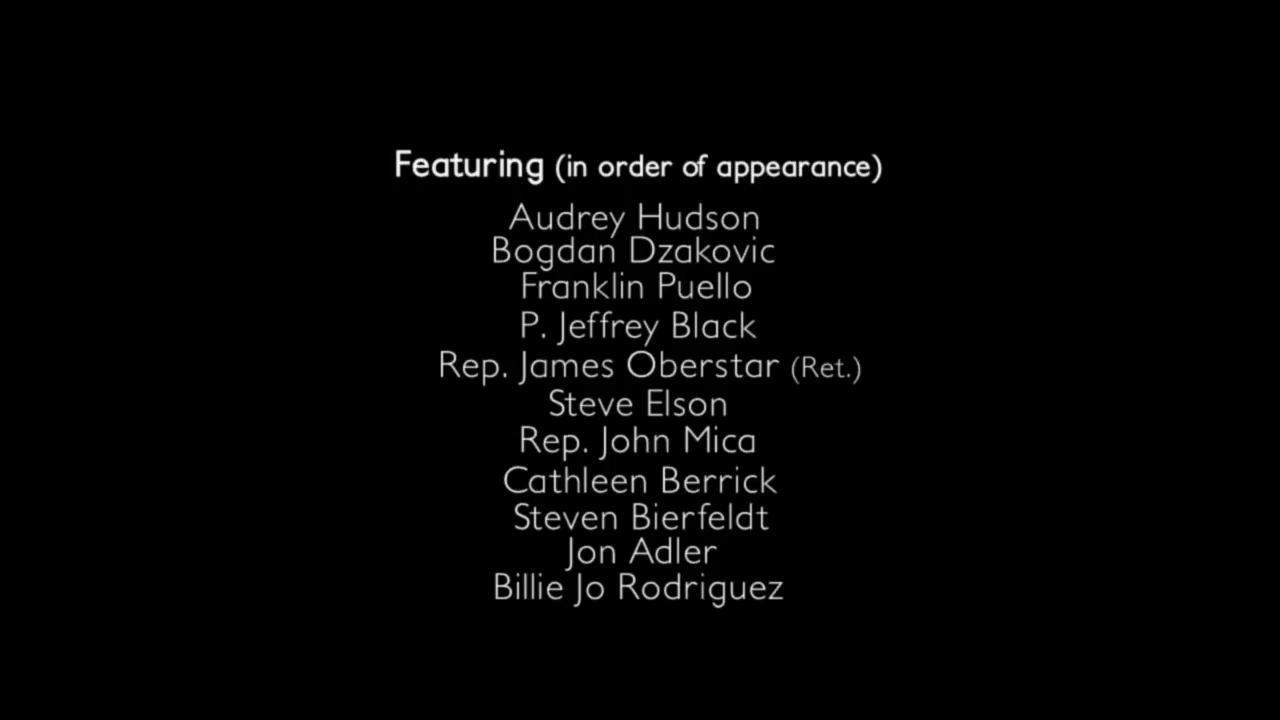 Featuring (in order of appearance)
Audrey Hudson
Bogdan Dzakovic
Franklin Puello
P. Jeffrey Black
Rep. James Oberstar (Ret.)
Steve Elson
Rep. John Mica
Cathleen Berrick
Steven Bierfeldt
Jon Adler
Billie Jo Rodriguez